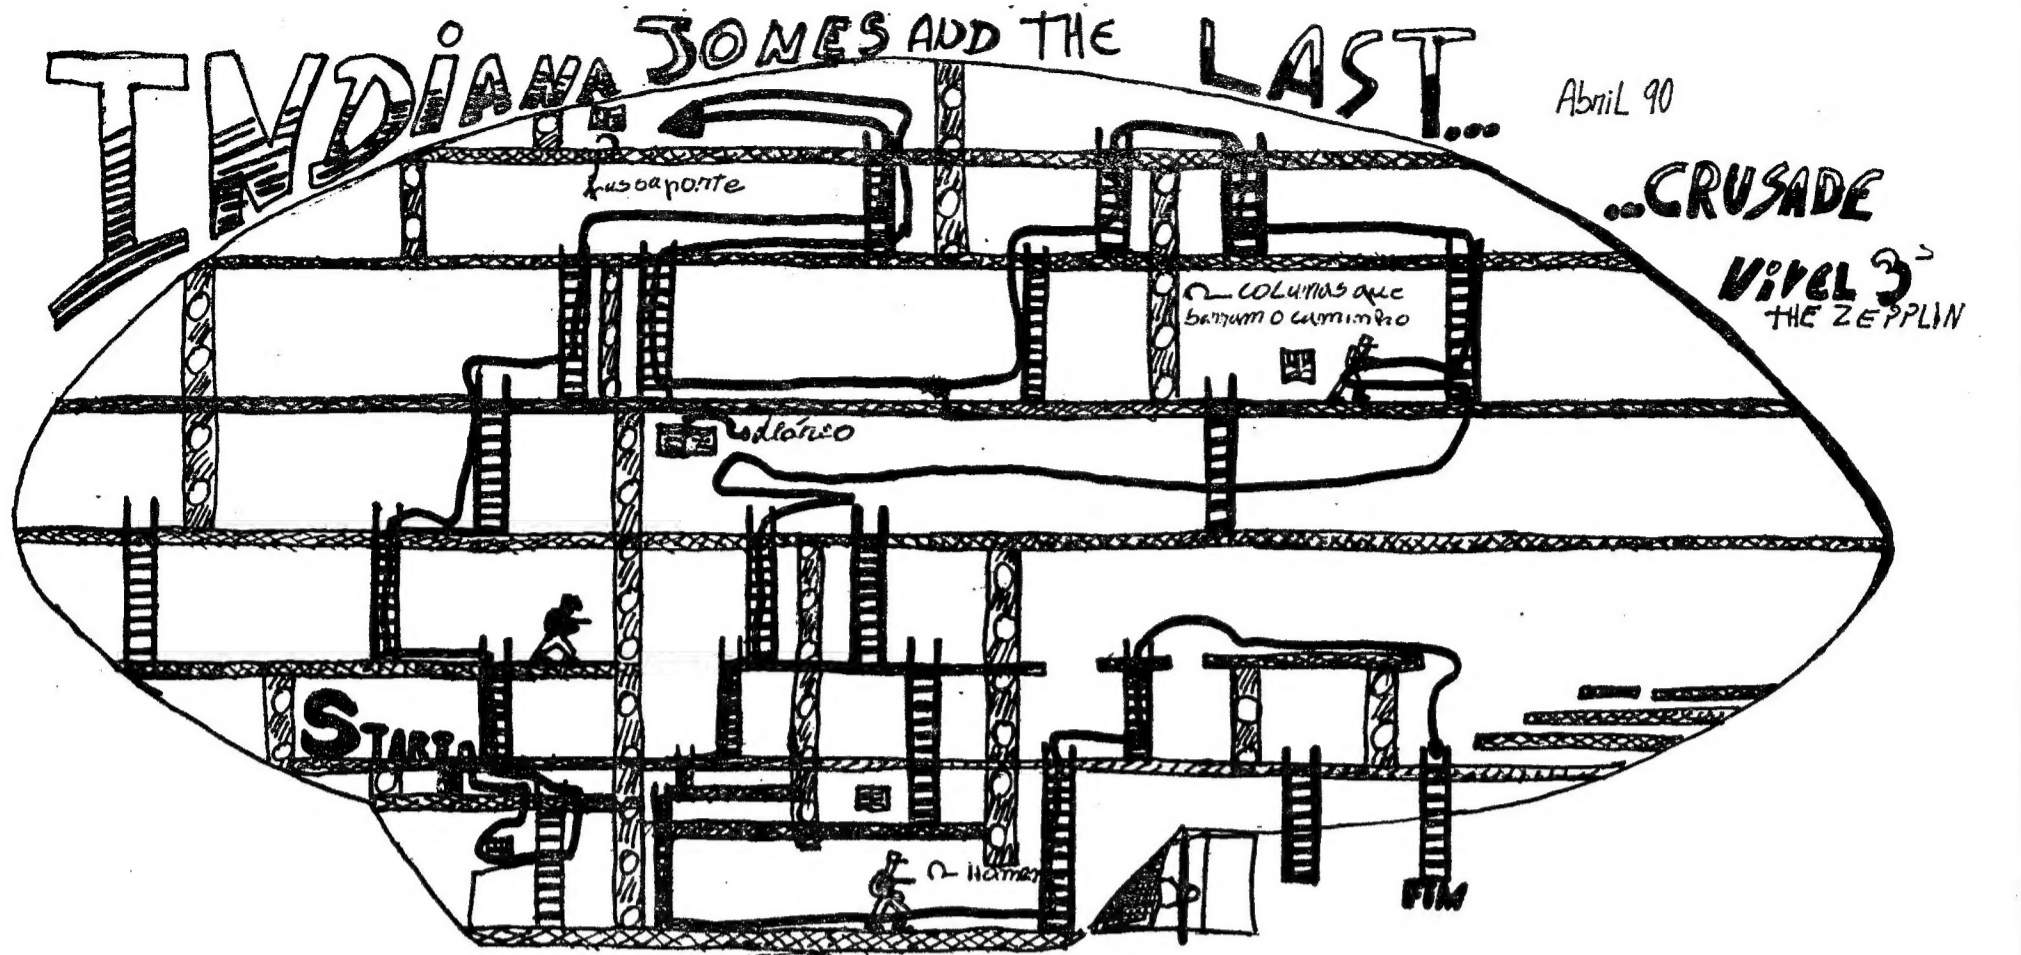 INDIANA JONES AND THE LAST...
Abril 90
...CRUSADE
Nivel 3
THE ZEPPLIN
Passaporte
columas que
barram o caminho
diário
START
Homem
FIM